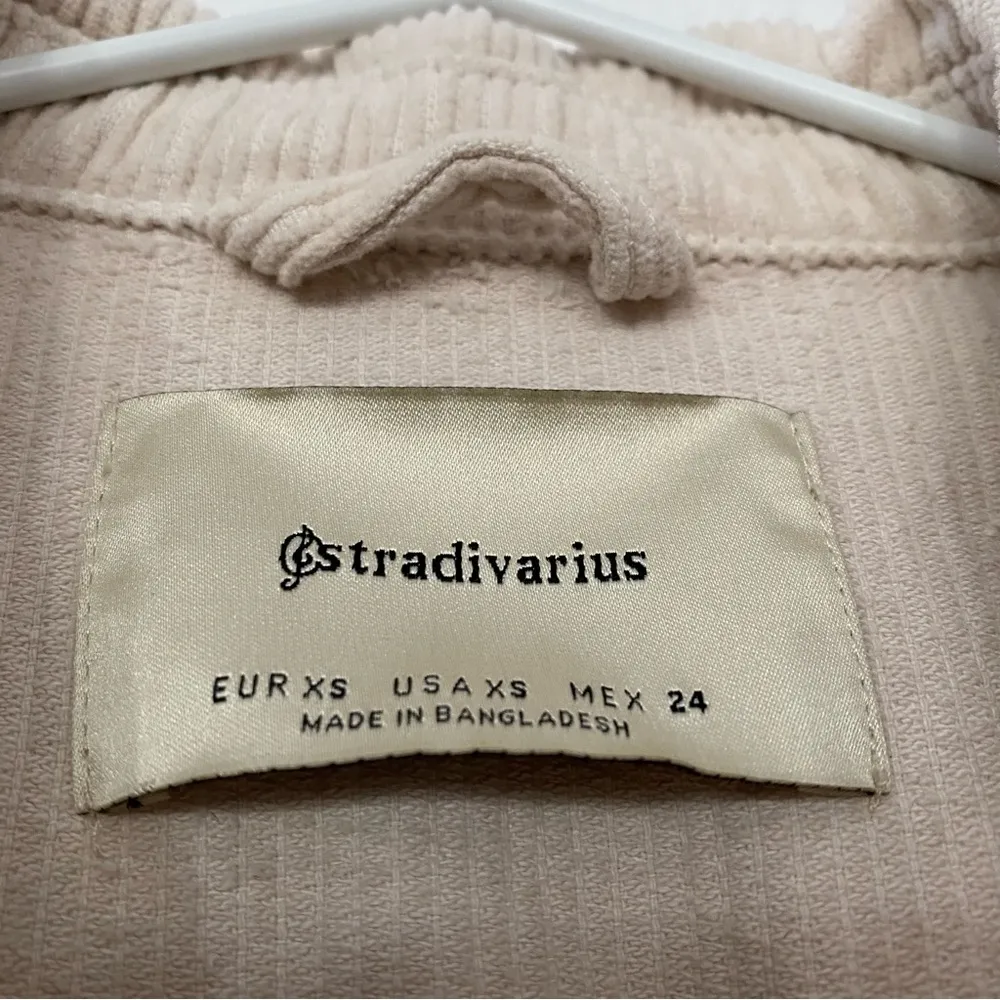 stradivarius
EUR XS USA XS MEX 24
MADE IN BANGLADESH